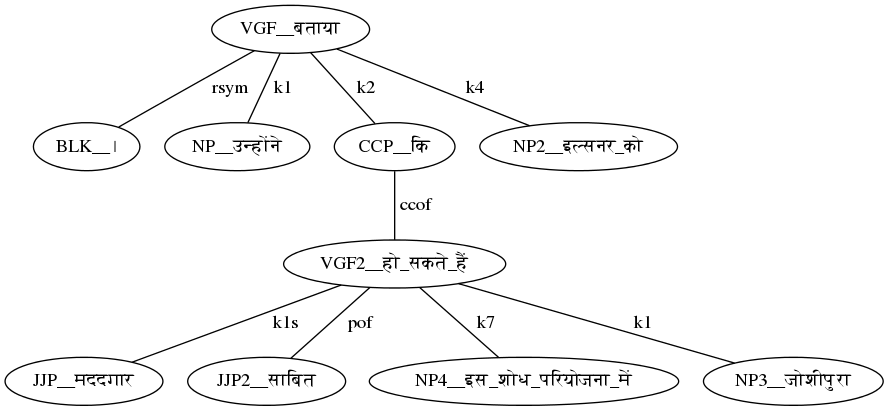 VGF__बताया
rsym k1 k2 k4
BLK__। NP__उन्होंने CCP__कि NP2__इल्सनर_को
ccof
VGF2__हो_सकते_हैं
k1s pof k7 k1
JJP__मददगार JJP2__साबित NP4__इस_शोध_परियोजना_में NP3__जोशीपुरा